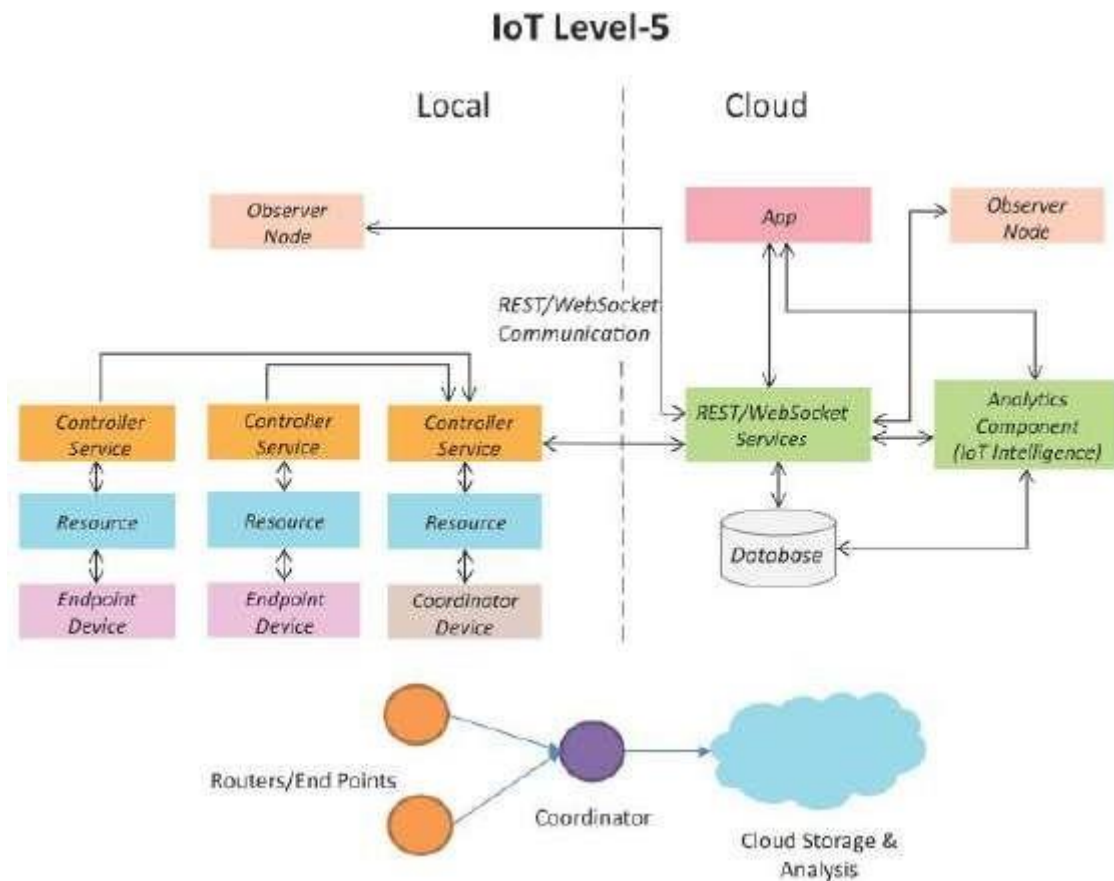 IoT Level-5
Local
Cloud
Observer
Node
App
Observer
Node
REST/WebSocket
Communication
Controller
Service
Controller
Service
Controller
Service
REST/WebSocket
Services
Analytics
Component
(IoT Intelligence)
Resource
Resource
Resource
Database
Endpoint
Device
Endpoint
Device
Coordinator
Device
Routers/End Points
Coordinator
Cloud Storage &
Analysis